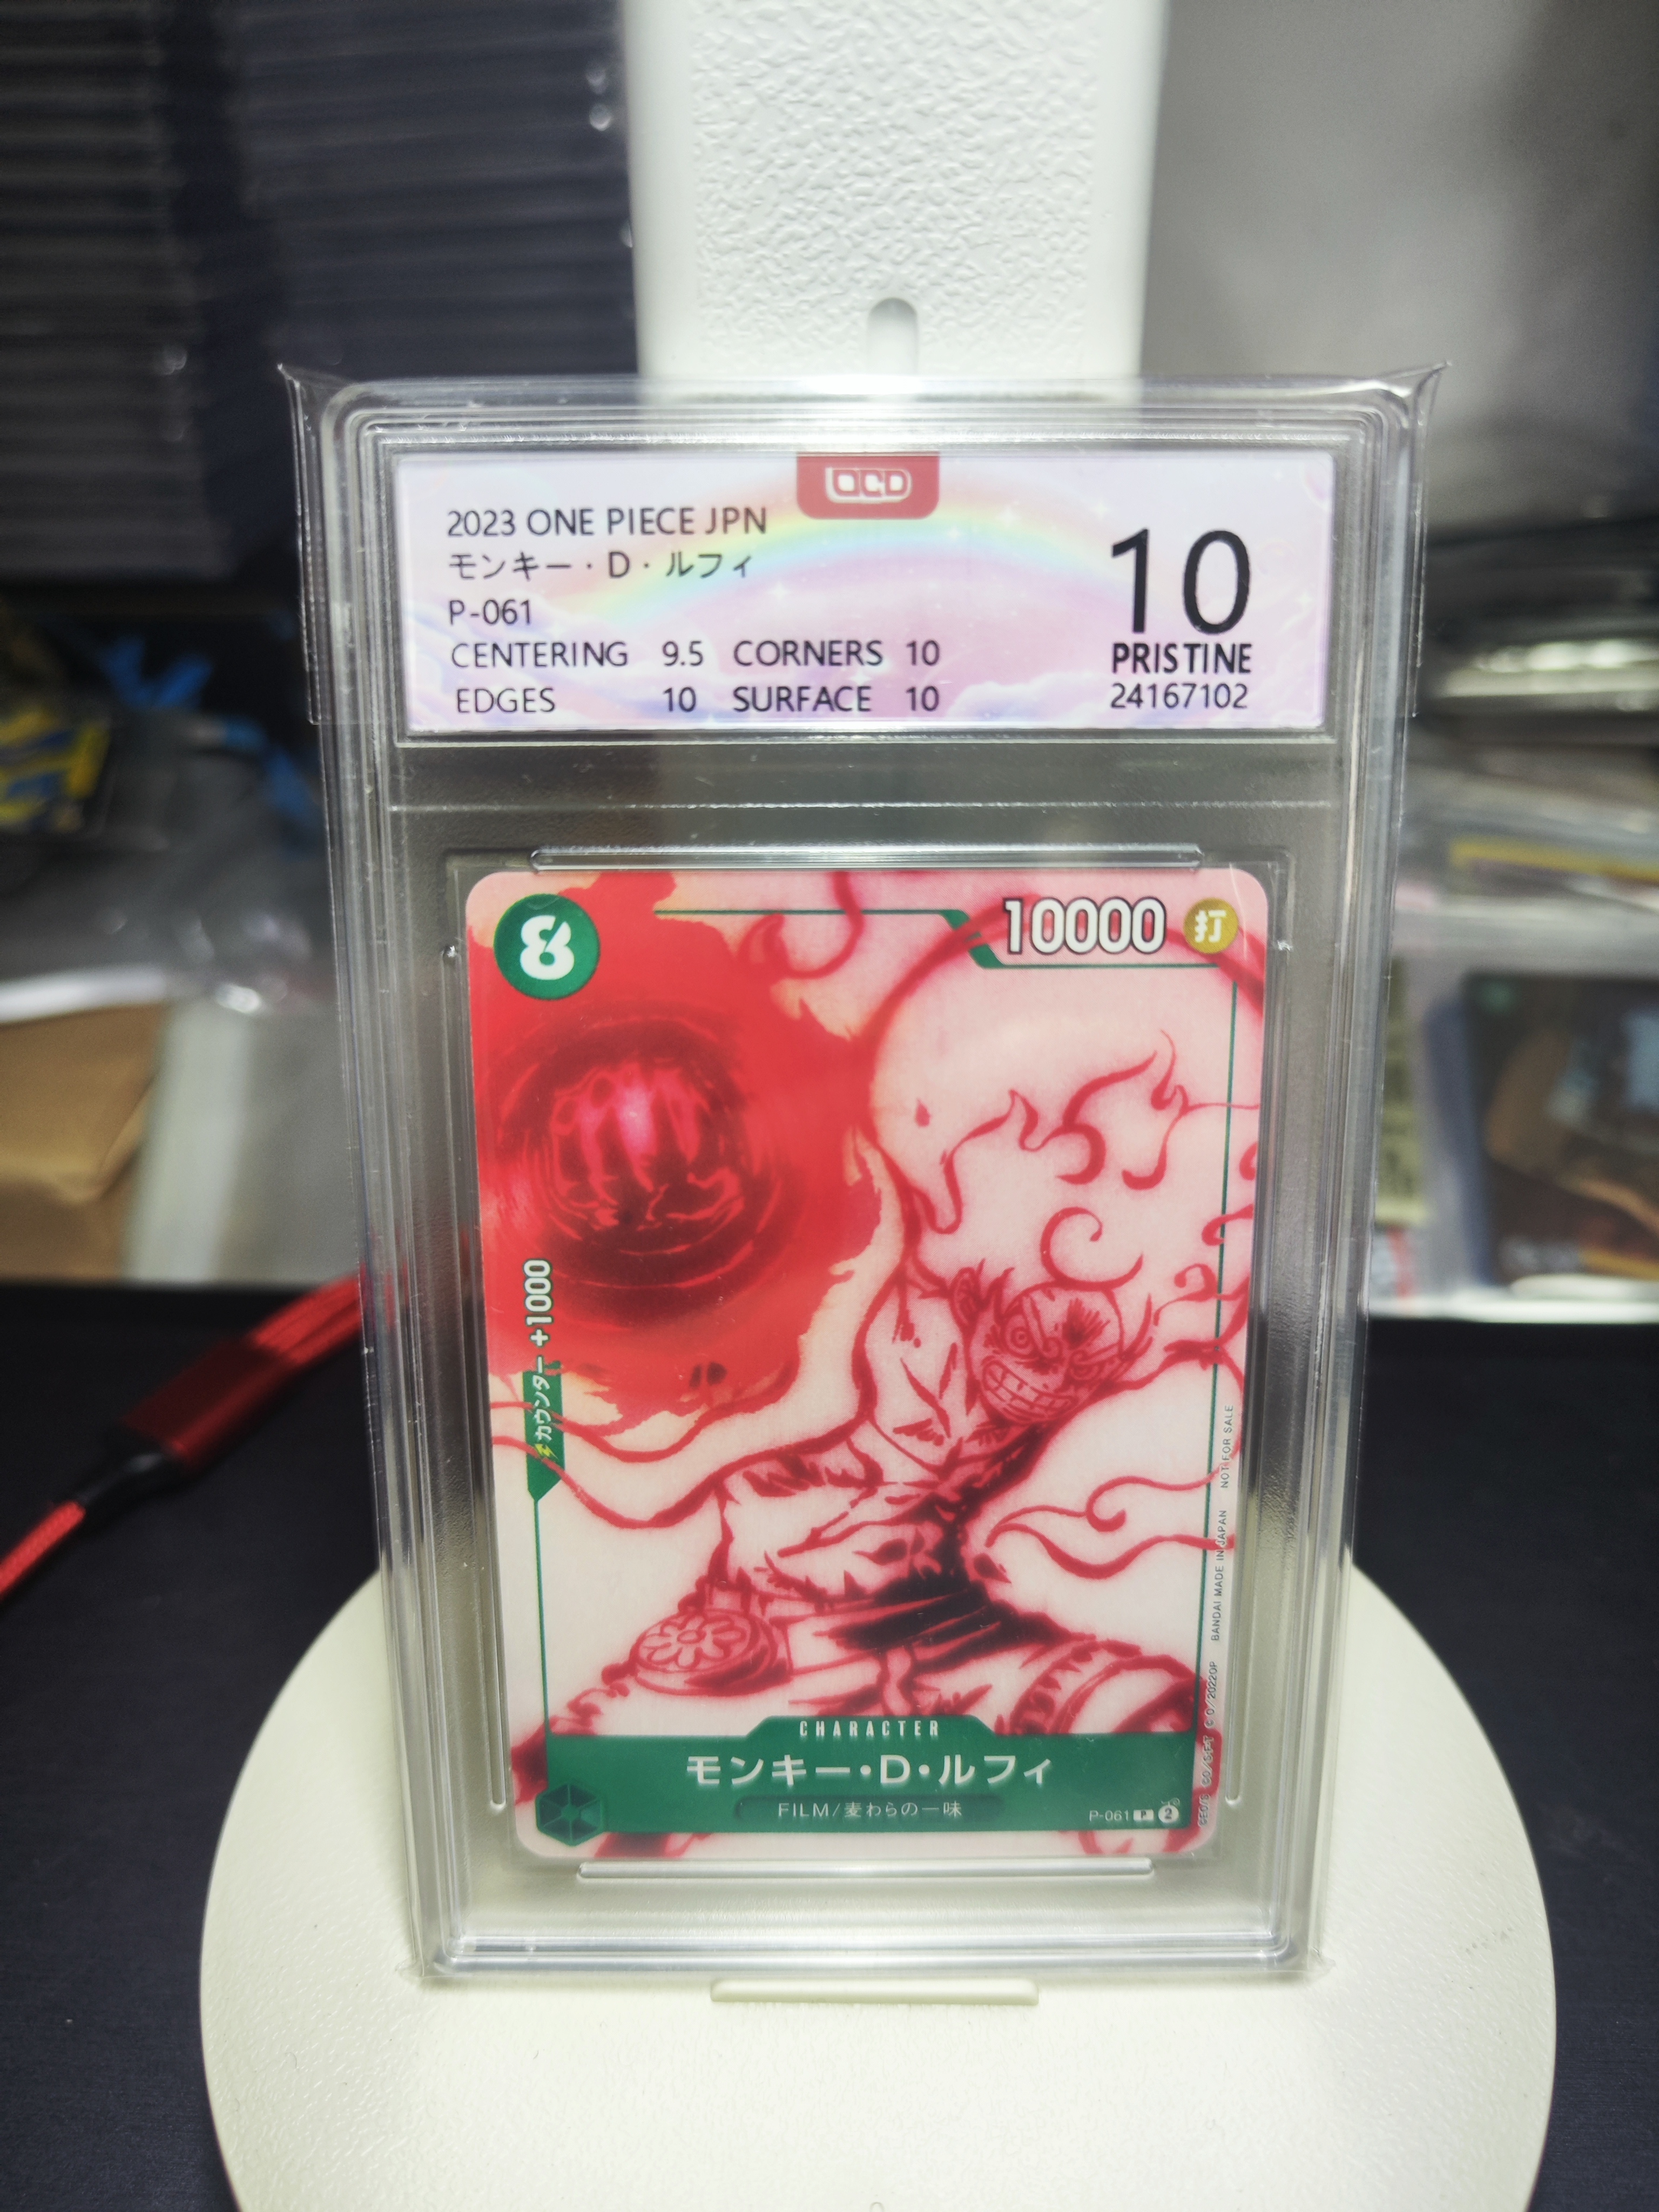 OCD
2023 ONE PIECE JPN
モンキー・D・ルフィ
P-061
CENTERING 9.5 CORNERS 10
EDGES 10 SURFACE 10
10
PRISTINE
24167102
8
10000 打
カウンター +1000
BANDAI MADE IN JAPAN NOT FOR SALE
CHARACTER
モンキー・D・ルフィ
FILM/麦わらの一味
P-061 P 2